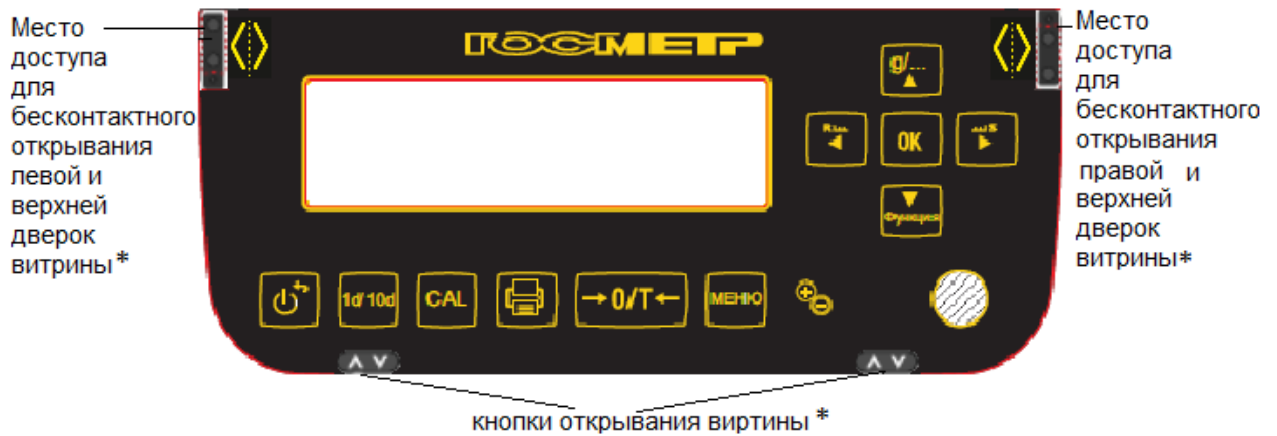 Место
доступа
для
бесконтактного
открывания
левой и
верхней
дверок
витрины*
ГОСМЕТР
g/...
OK
Функция
Место
доступа
для
бесконтактного
открывания
правой и
верхней
дверок
витрины*
1d/10d
CAL
→0/T←
МЕНЮ
кнопки открывания виртины *